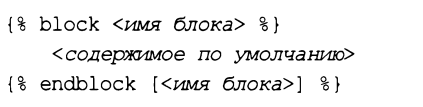 {% block <имя блока> %}
<содержимое по умолчанию>
{% endblock [<имя блока>] %}